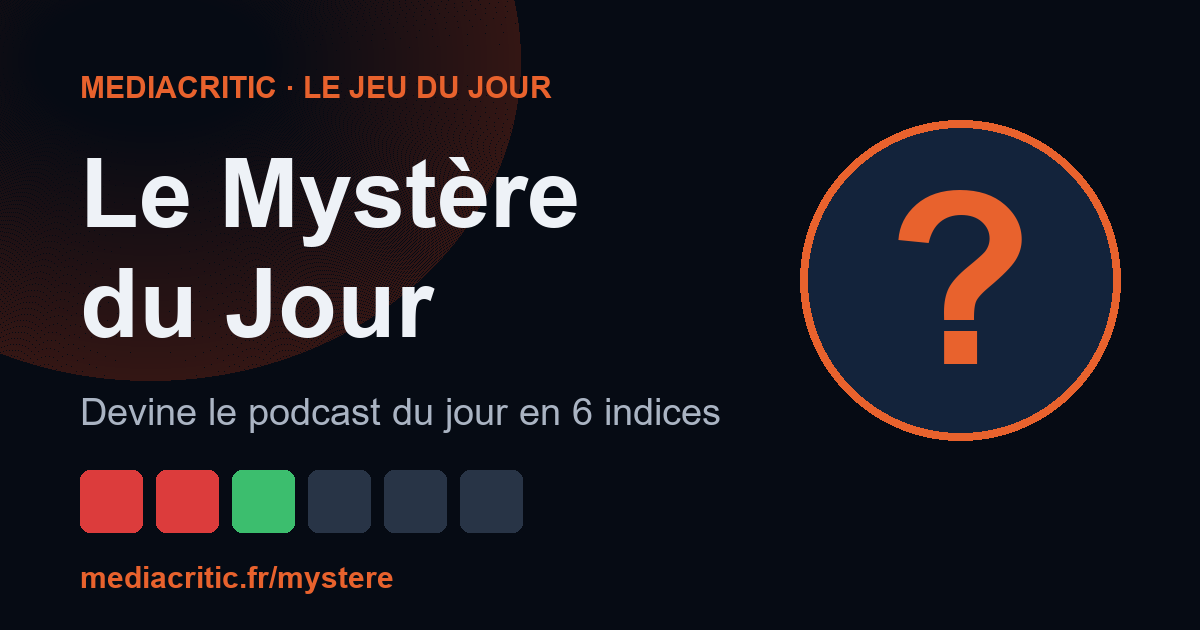 MEDIACRITIC · LE JEU DU JOUR
Le Mystère
du Jour
?
Devine le podcast du jour en 6 indices
mediacritic.fr/mystere